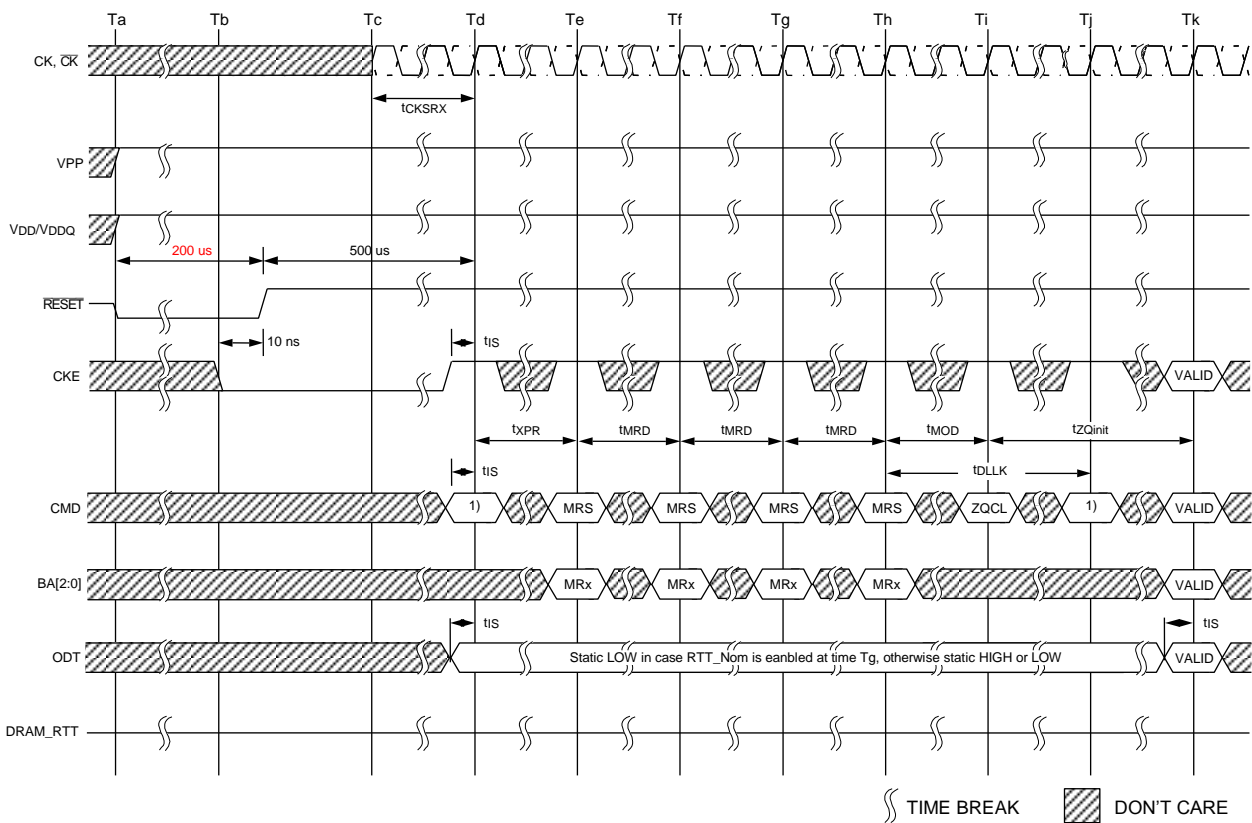 Ta Tb Tc Td Te Tf Tg Th Ti Tj Tk
CK, CK
tCKSRX
VPP
VDD/VDDQ
200 us 500 us
RESET
10 ns tIS
CKE VALID
tXPR tMRD tMRD tMRD tMOD tZQinit
tIS tDLLK
CMD 1) MRS MRS MRS MRS ZQCL 1) VALID
BA[2:0] MRx MRx MRx MRx VALID
tIS tIS
ODT Static LOW in case RTT_Nom is eanbled at time Tg, otherwise static HIGH or LOW VALID
DRAM_RTT
TIME BREAK DON'T CARE